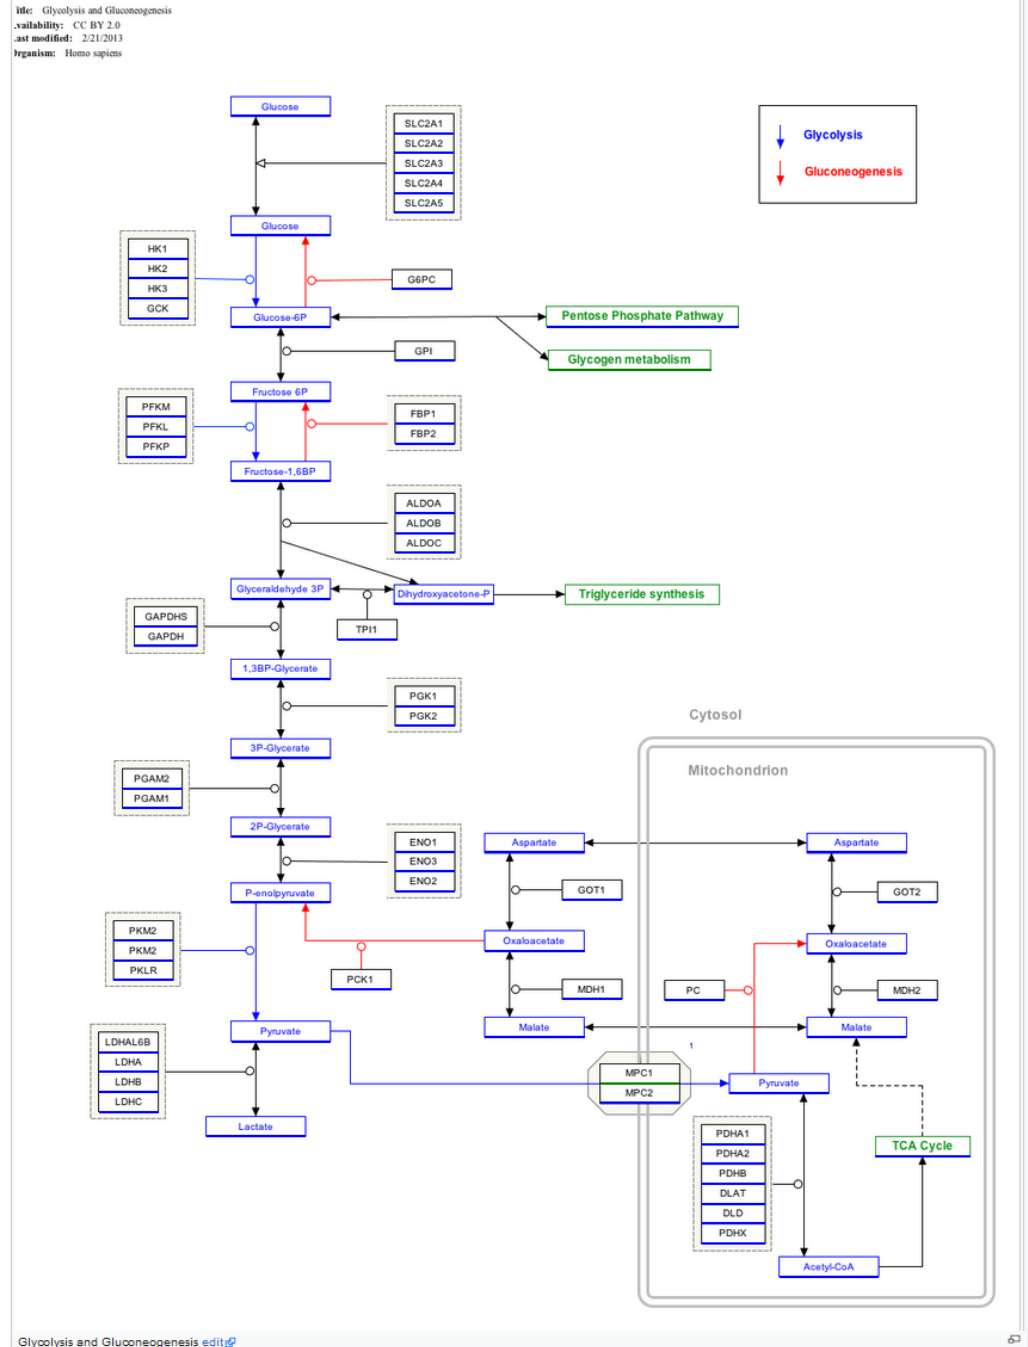 itle: Glycolysis and Gluconeogenesis
vailability: CC BY 2.0
ast modified: 2/21/2013
rganism: Homo sapiens
Glucose
SLC2A1
SLC2A2
SLC2A3
SLC2A4
SLC2A5
Glycolysis
Gluconeogenesis
Glucose
HK1
HK2
HK3
GCK
G6PC
Glucose-6P
Pentose Phosphate Pathway
GPI
Glycogen metabolism
Fructose 6P
PFKM
PFKL
PFKP
FBP1
FBP2
Fructose-1,6BP
ALDOA
ALDOB
ALDOC
Glyceraldehyde 3P
Dihydroxyacetone-P
Triglyceride synthesis
GAPDHS
GAPDH
TPI1
1,3BP-Glycerate
PGK1
PGK2
Cytosol
3P-Glycerate
Mitochondrion
PGAM2
PGAM1
2P-Glycerate
ENO1
ENO3
ENO2
Aspartate
Aspartate
P-enolpyruvate
GOT1
GOT2
PKM2
PKM2
PKLR
Oxaloacetate
Oxaloacetate
PCK1
MDH1
PC
MDH2
Pyruvate
Malate
Malate
LDHAL6B
LDHA
LDHB
LDHC
1
MPC1
MPC2
Pyruvate
Lactate
PDHA1
PDHA2
PDHB
DLAT
DLD
PDHX
TCA Cycle
Acetyl-CoA
Glycolysis and Gluconeogenesis edit